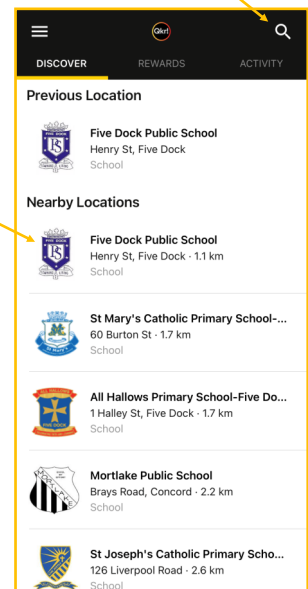 Qkr!
DISCOVER REWARDS ACTIVITY
Previous Location
Five Dock Public School
Henry St, Five Dock
School
Nearby Locations
Five Dock Public School
Henry St, Five Dock · 1.1 km
School
St Mary's Catholic Primary School-...
60 Burton St · 1.7 km
School
All Hallows Primary School-Five Do...
1 Halley St, Five Dock · 1.7 km
School
Mortlake Public School
Brays Road, Concord · 2.2 km
School
St Joseph's Catholic Primary Scho...
126 Liverpool Road · 2.6 km
School